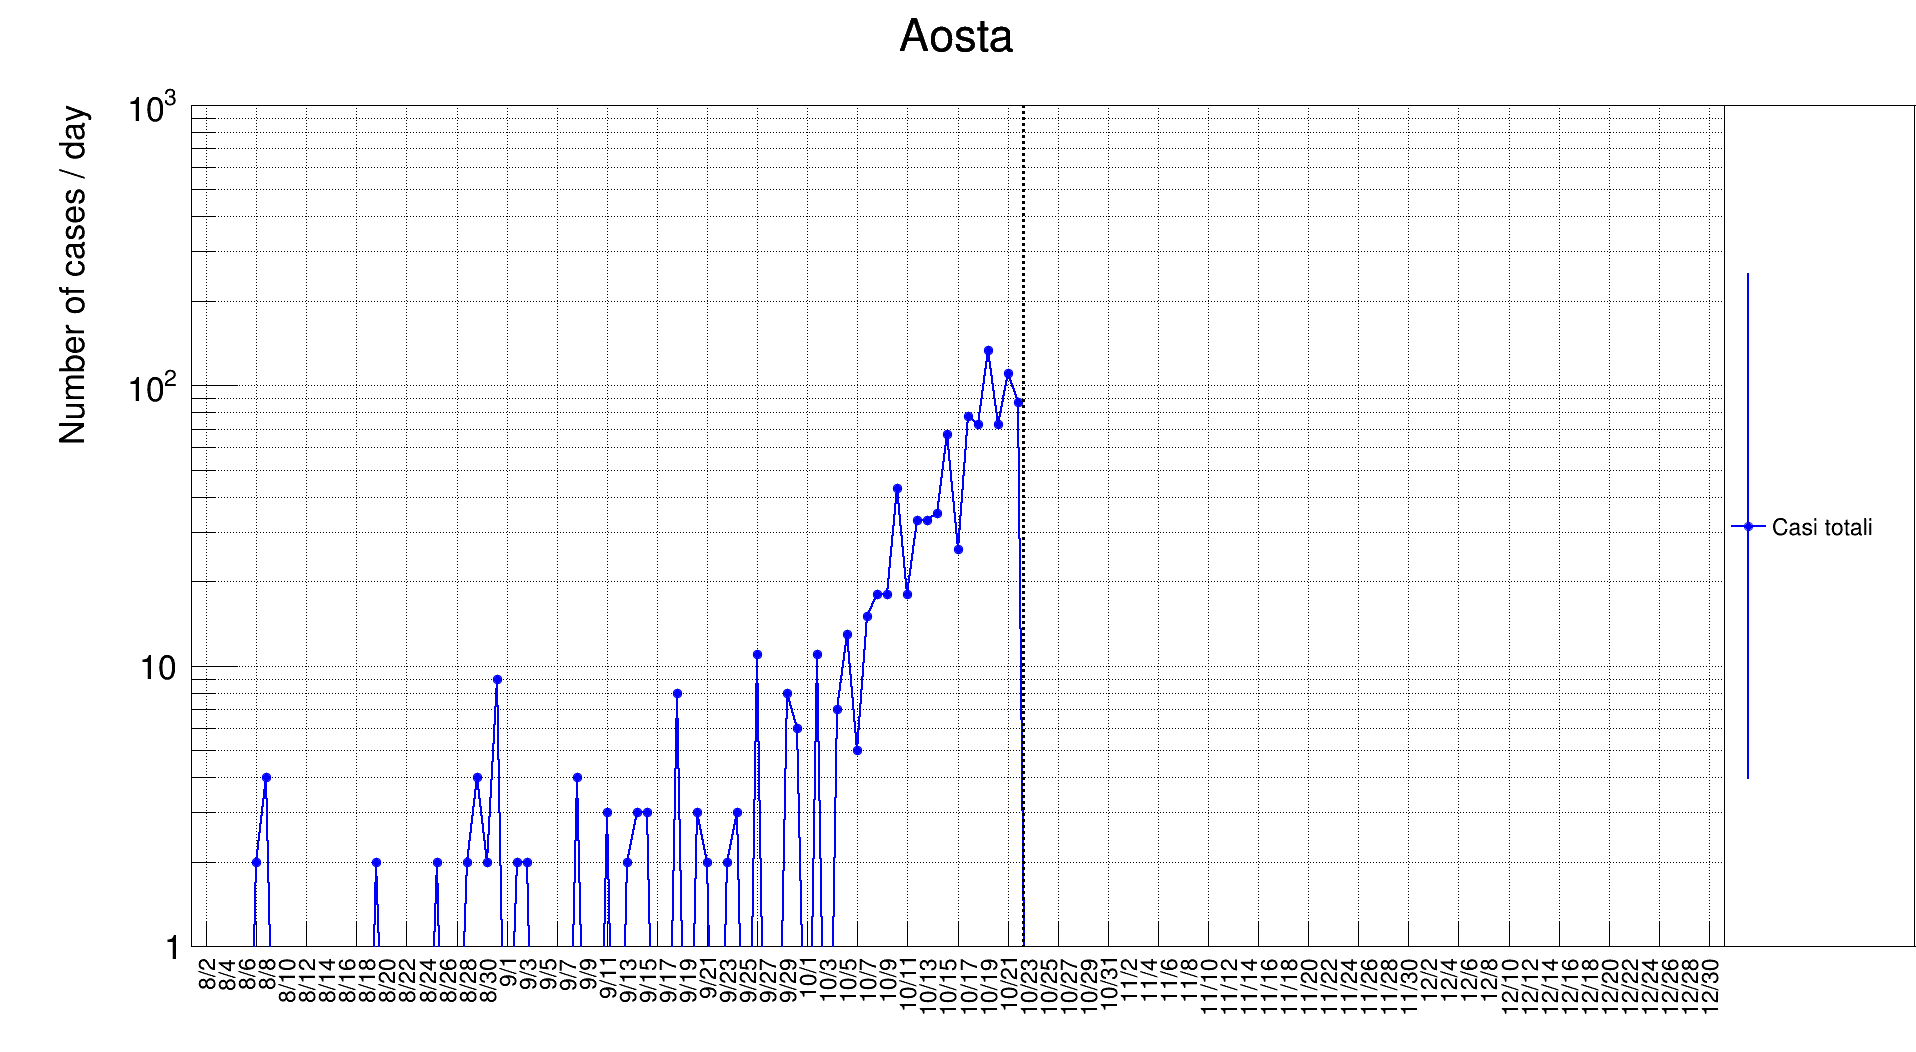 Aosta
Number of cases / day
10³
10²
10
1
8/2 8/4 8/6 8/8 8/10 8/12 8/14 8/16 8/18 8/20 8/22 8/24 8/26 8/28 8/30 9/1 9/3 9/5 9/7 9/9 9/11 9/13 9/15 9/17 9/19 9/21 9/23 9/25 9/27 9/29 10/1 10/3 10/5 10/7 10/9 10/11 10/13 10/15 10/17 10/19 10/21 10/23 10/25 10/27 10/29 10/31 11/2 11/4 11/6 11/8 11/10 11/12 11/14 11/16 11/18 11/20 11/22 11/24 11/26 11/28 11/30 12/2 12/4 12/6 12/8 12/10 12/12 12/14 12/16 12/18 12/20 12/22 12/24 12/26 12/28 12/30
Casi totali